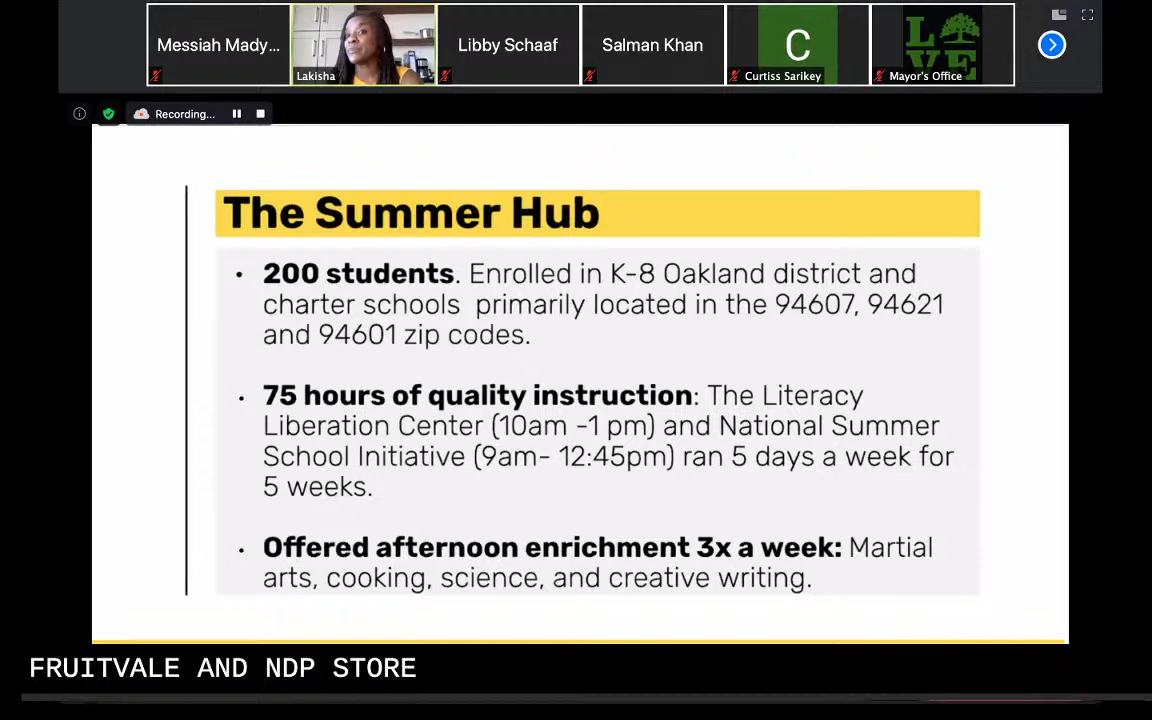 Messiah Mady...
Lakisha
Libby Schaaf
Salman Khan
C
Curtiss Sarikey
LOVE
Mayor's Office
Recording...
The Summer Hub
• 200 students. Enrolled in K-8 Oakland district and
charter schools primarily located in the 94607, 94621
and 94601 zip codes.
• 75 hours of quality instruction: The Literacy
Liberation Center (10am -1 pm) and National Summer
School Initiative (9am- 12:45pm) ran 5 days a week for
5 weeks.
• Offered afternoon enrichment 3x a week: Martial
arts, cooking, science, and creative writing.
FRUITVALE AND NDP STORE